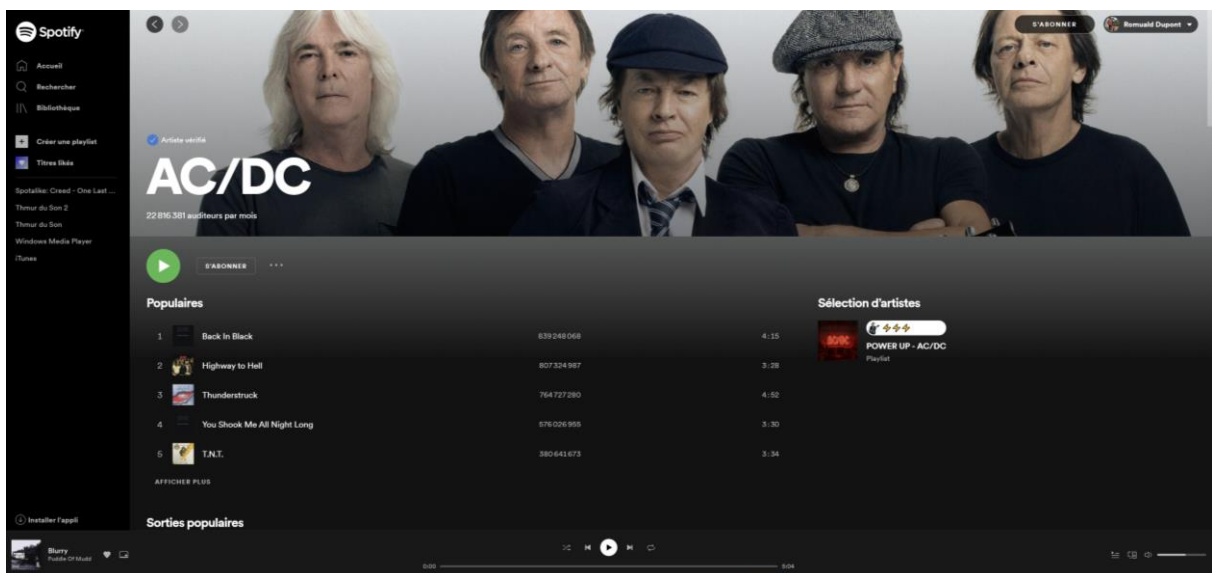 Spotify
Accueil
Rechercher
Bibliothèque
Créer une playlist
Titres likés
Spotalike: Creed - One Last ...
Thmur du Son 2
Thmur du Son
Windows Media Player
iTunes
Installer l'appli
S'ABONNER
Romuald Dupont
Artiste vérifié
AC/DC
22 816 381 auditeurs par mois
S'ABONNER
Populaires
1 Back In Black 839 248 068 4:15
2 Highway to Hell 807 324 987 3:28
3 Thunderstruck 764 727 280 4:52
4 You Shook Me All Night Long 576 026 955 3:30
5 T.N.T. 380 641 673 3:34
AFFICHER PLUS
Sélection d'artistes
AC/DC
POWER UP - AC/DC
Playlist
Sorties populaires
Blurry
Puddle Of Mudd
0:00
5:04